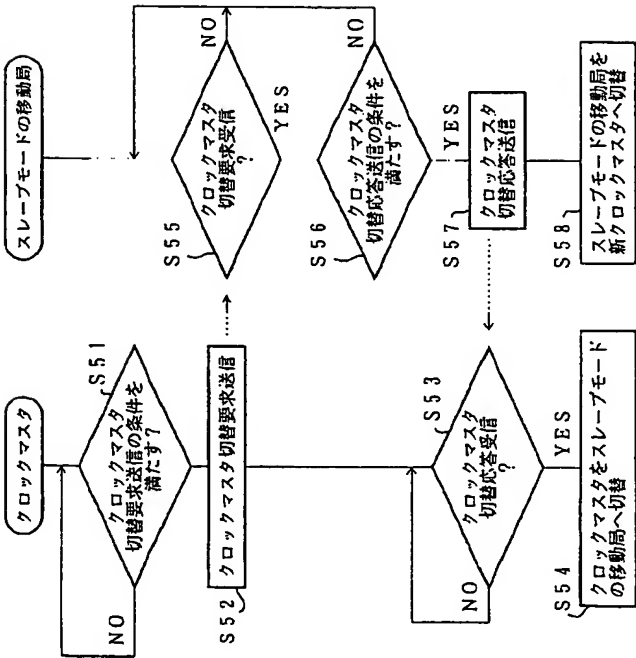 クロックマスタ
S51
クロックマスタ
切替要求送信の条件を
満たす?
NO
S52
クロックマスタ切替要求送信
S53
クロックマスタ
切替応答受信
?
NO
YES
S54
クロックマスタをスレーブモード
の移動局へ切替
スレーブモードの移動局
S55
クロックマスタ
切替要求受信
?
NO
YES
S56
クロックマスタ
切替応答送信の条件を
満たす?
NO
YES
S57
クロックマスタ
切替応答送信
S58
スレーブモードの移動局を
新クロックマスタへ切替